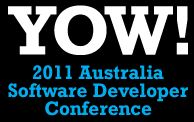 YOW!
2011 Australia
Software Developer
Conference